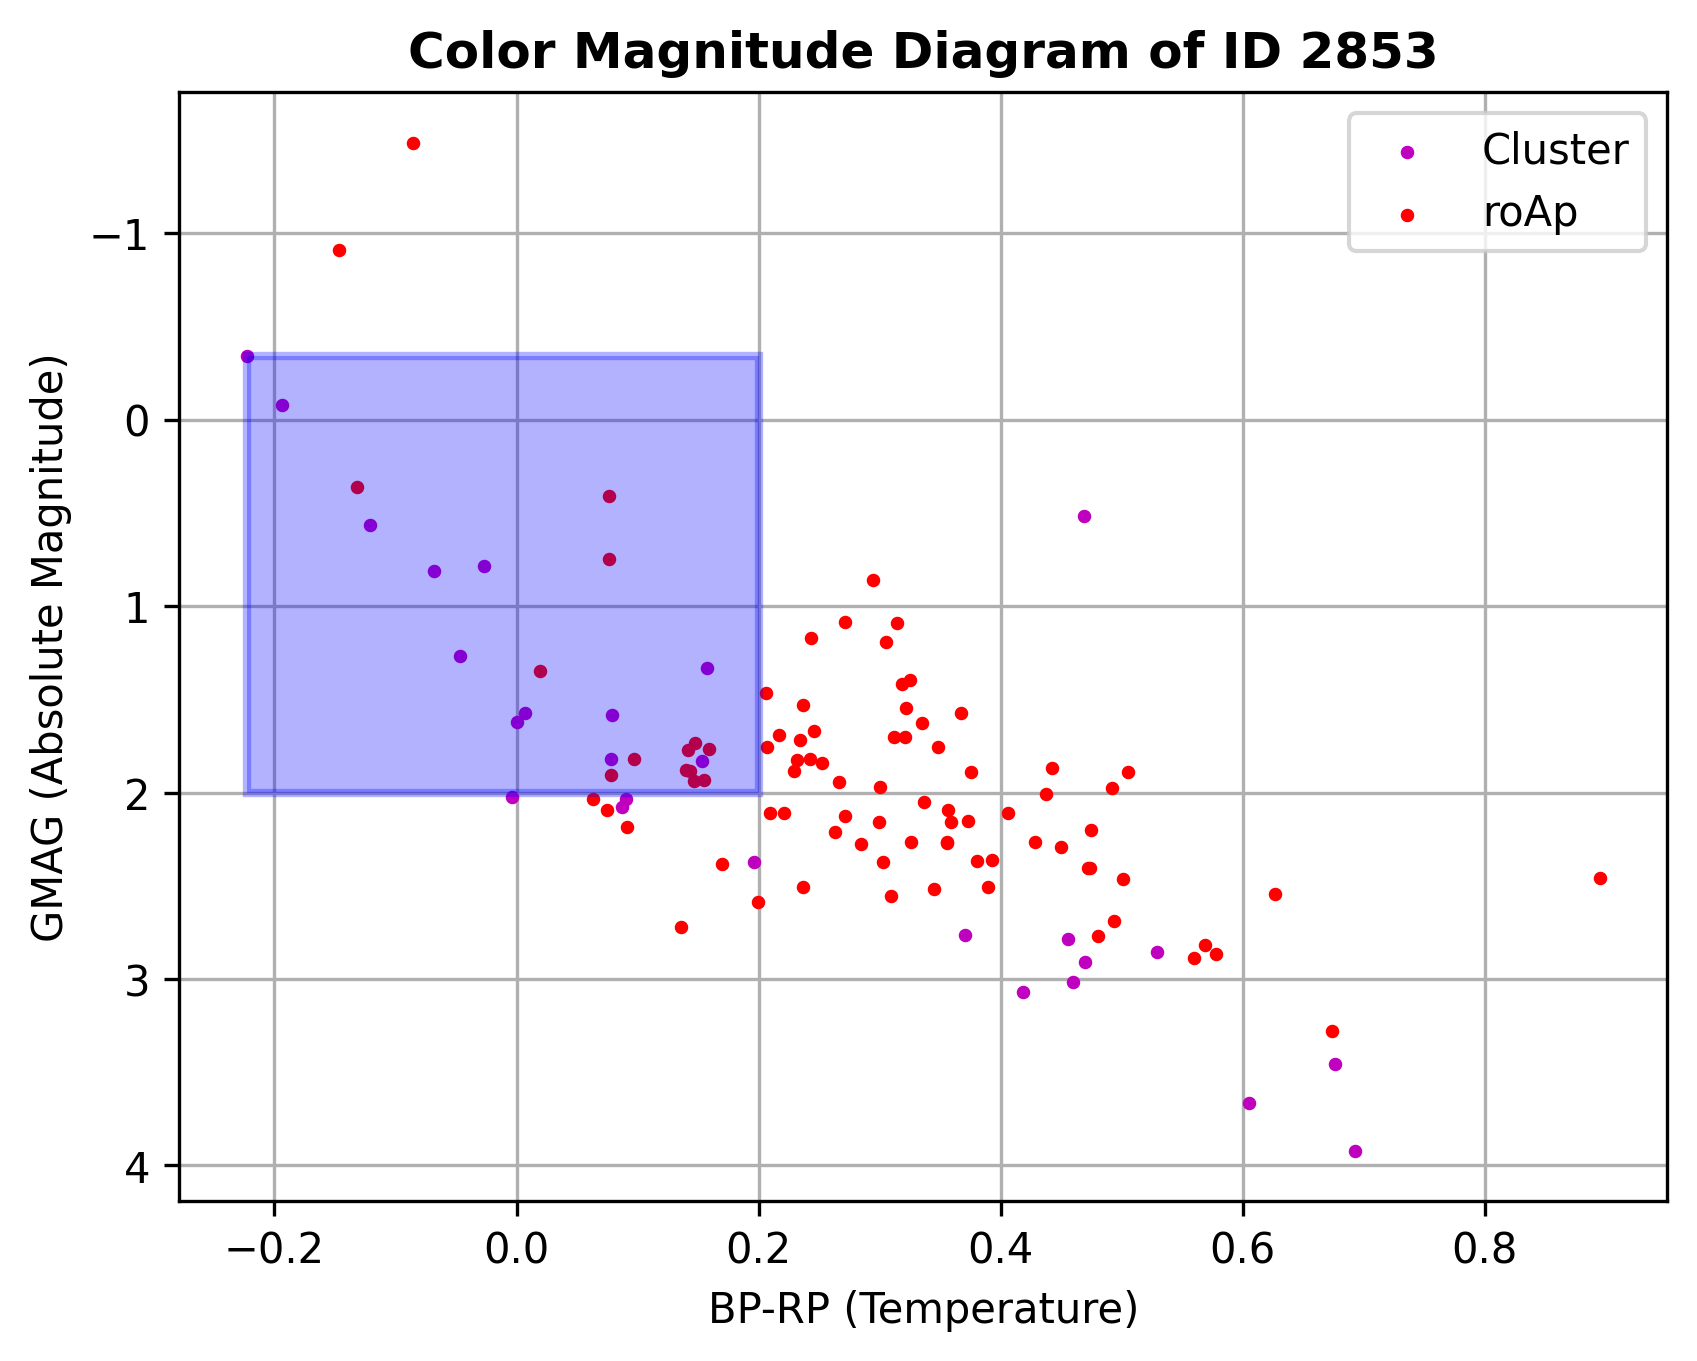 Color Magnitude Diagram of ID 2853
Cluster
roAp
GMAG (Absolute Magnitude)
−1
0
1
2
3
4
−0.2 0.0 0.2 0.4 0.6 0.8
BP-RP (Temperature)